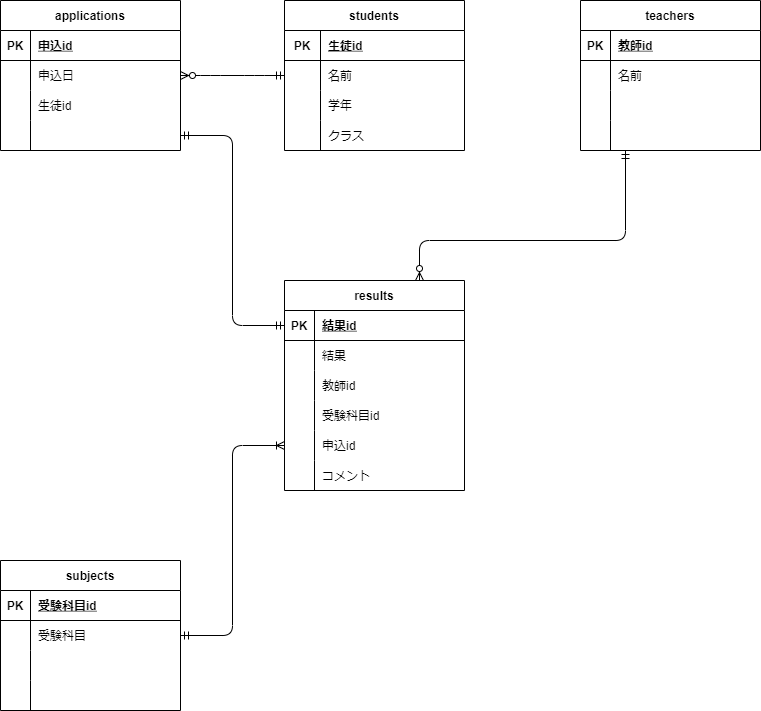 applications
PK 申込id
申込日
生徒id
students
PK 生徒id
名前
学年
クラス
teachers
PK 教師id
名前
results
PK 結果id
結果
教師id
受験科目id
申込id
コメント
subjects
PK 受験科目id
受験科目